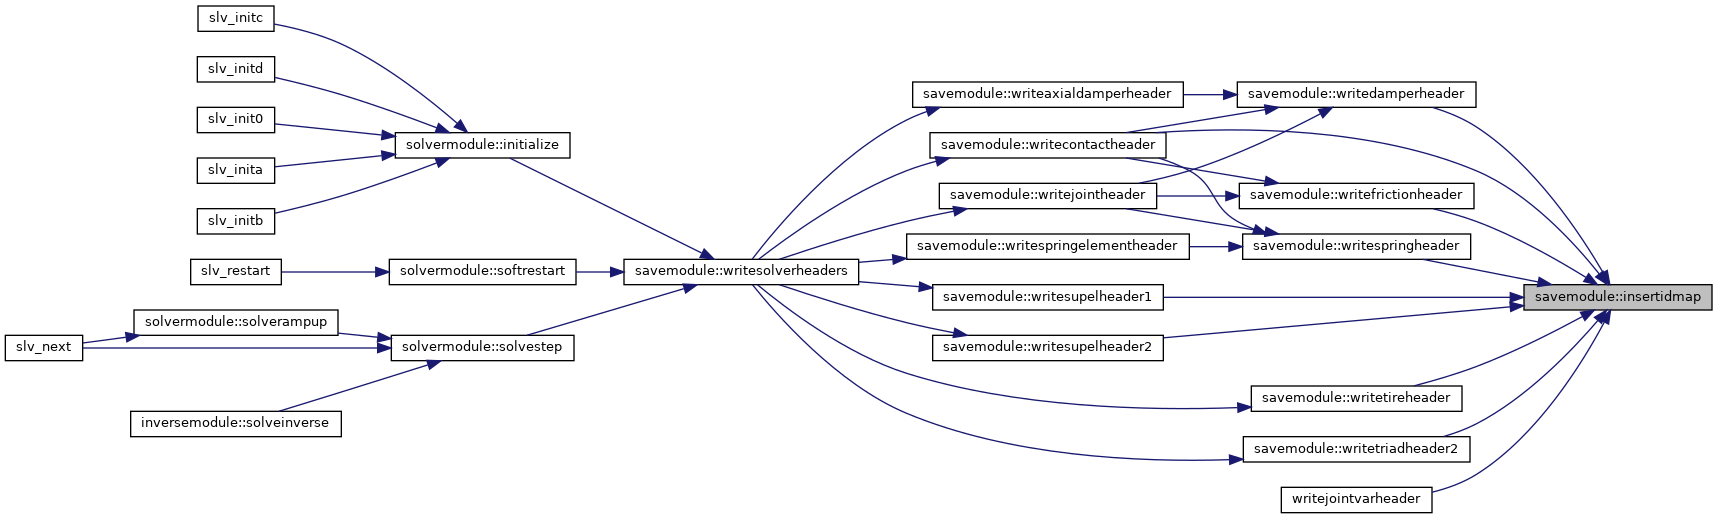 slv_initc
slv_initd
slv_init0
slv_inita
slv_initb
slv_restart
slv_next
solvermodule::solverampup
inversemodule::solveinverse
solvermodule::initialize
solvermodule::softrestart
solvermodule::solvestep
savemodule::writesolverheaders
savemodule::writeaxialdamperheader
savemodule::writecontactheader
savemodule::writejointheader
savemodule::writespringelementheader
savemodule::writesupelheader1
savemodule::writesupelheader2
savemodule::writedamperheader
savemodule::writefrictionheader
savemodule::writespringheader
savemodule::writetireheader
savemodule::writetriadheader2
writejointvarheader
savemodule::insertidmap